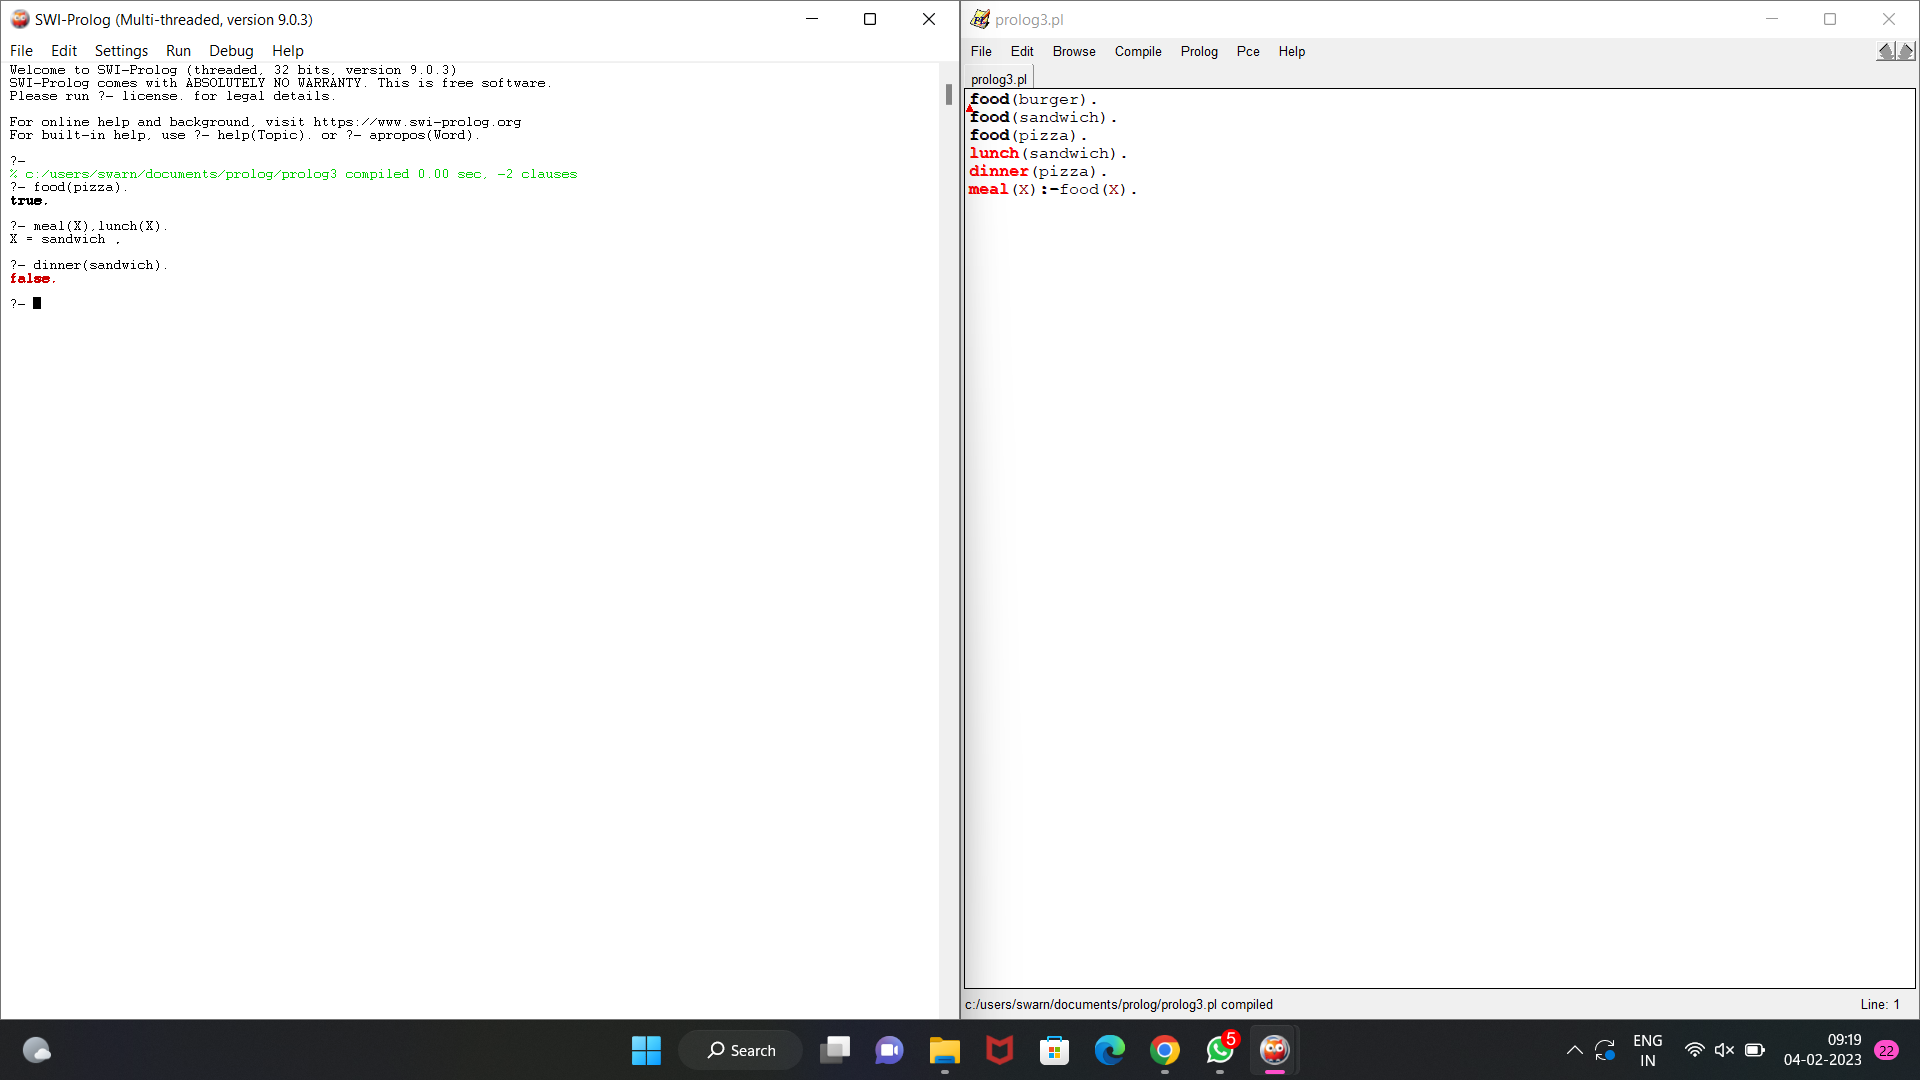 SWI-Prolog (Multi-threaded, version 9.0.3)
File Edit Settings Run Debug Help
Welcome to SWI-Prolog (threaded, 32 bits, version 9.0.3)
SWI-Prolog comes with ABSOLUTELY NO WARRANTY. This is free software.
Please run ?- license. for legal details.
For online help and background, visit https://www.swi-prolog.org
For built-in help, use ?- help(Topic). or ?- apropos(Word).
?-
% c:/users/swarn/documents/prolog/prolog3 compiled 0.00 sec, -2 clauses
?- food(pizza).
true.
?- meal(X),lunch(X).
X = sandwich .
?- dinner(sandwich).
false.
?-
prolog3.pl
File Edit Browse Compile Prolog Pce Help
prolog3.pl
food(burger).
food(sandwich).
food(pizza).
lunch(sandwich).
dinner(pizza).
meal(X):-food(X).
c:/users/swarn/documents/prolog/prolog3.pl compiled
Line: 1
Search
5
ENG
IN
09:19
04-02-2023
22